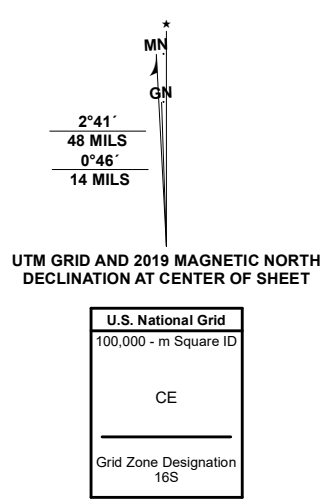 MN
GN
2°41´
48 MILS
0°46´
14 MILS
UTM GRID AND 2019 MAGNETIC NORTH
DECLINATION AT CENTER OF SHEET
U.S. National Grid
100,000 - m Square ID
CE
Grid Zone Designation
16S